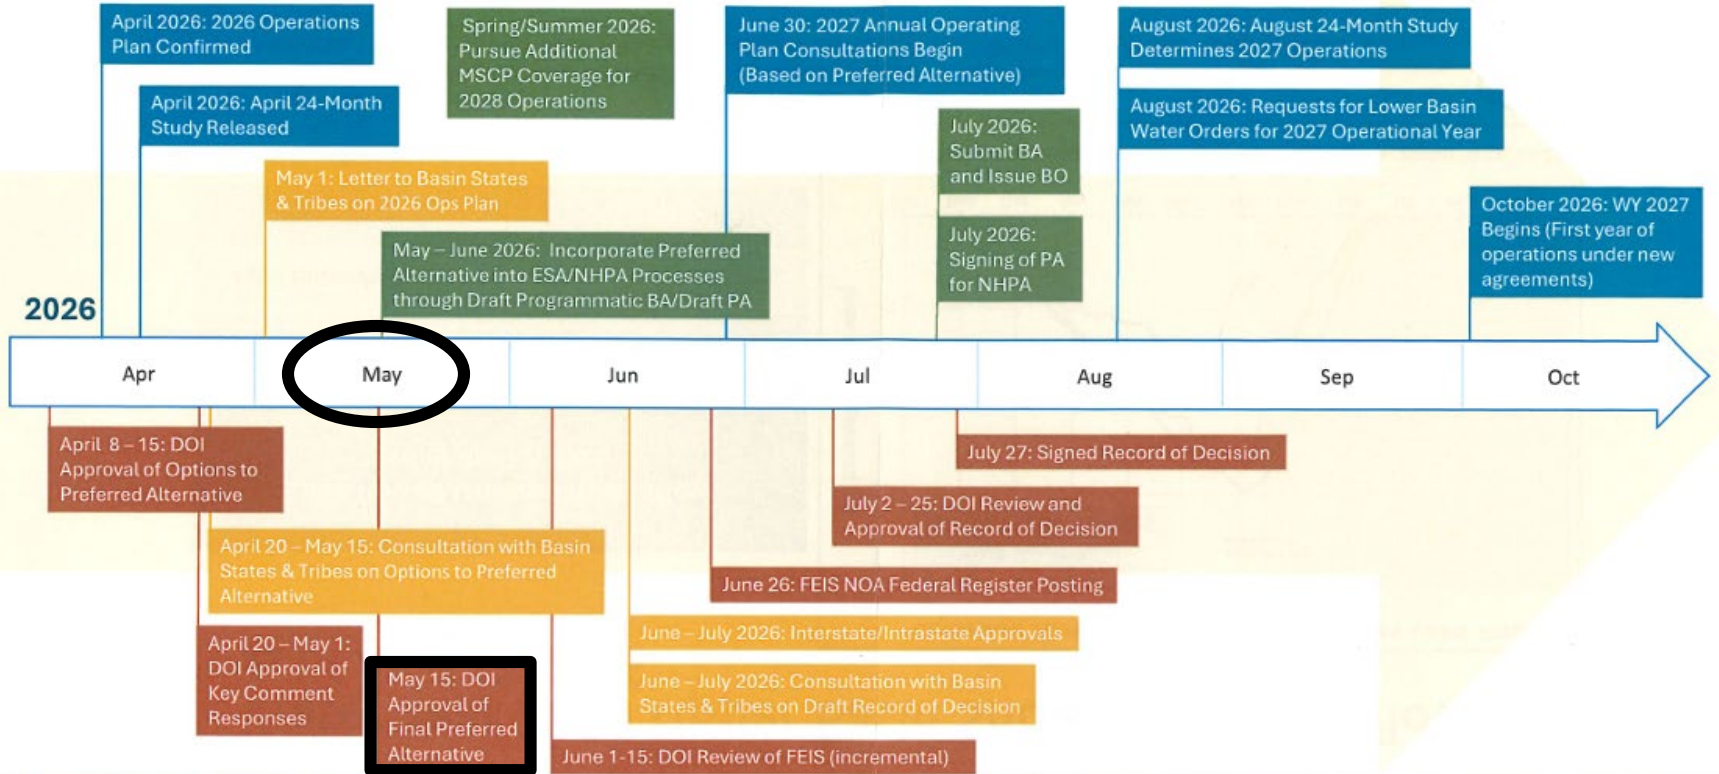 April 2026: 2026 Operations
Plan Confirmed
April 2026: April 24-Month
Study Released
Spring/Summer 2026:
Pursue Additional
MSCP Coverage for
2028 Operations
May 1: Letter to Basin States
& Tribes on 2026 Ops Plan
May – June 2026: Incorporate Preferred
Alternative into ESA/NHPA Processes
through Draft Programmatic BA/Draft PA
June 30: 2027 Annual Operating
Plan Consultations Begin
(Based on Preferred Alternative)
July 2026:
Submit BA
and Issue BO
July 2026:
Signing of PA
for NHPA
August 2026: August 24-Month Study
Determines 2027 Operations
August 2026: Requests for Lower Basin
Water Orders for 2027 Operational Year
October 2026: WY 2027
Begins (First year of
operations under new
agreements)
2026
Apr
May
Jun
Jul
Aug
Sep
Oct
April 8 – 15: DOI
Approval of Options to
Preferred Alternative
April 20 – May 15: Consultation with Basin
States & Tribes on Options to Preferred
Alternative
April 20 – May 1:
DOI Approval of
Key Comment
Responses
May 15: DOI
Approval of
Final Preferred
Alternative
June 1-15: DOI Review of FEIS (incremental)
June – July 2026: Consultation with Basin
States & Tribes on Draft Record of Decision
June – July 2026: Interstate/Intrastate Approvals
June 26: FEIS NOA Federal Register Posting
July 2 – 25: DOI Review and
Approval of Record of Decision
July 27: Signed Record of Decision